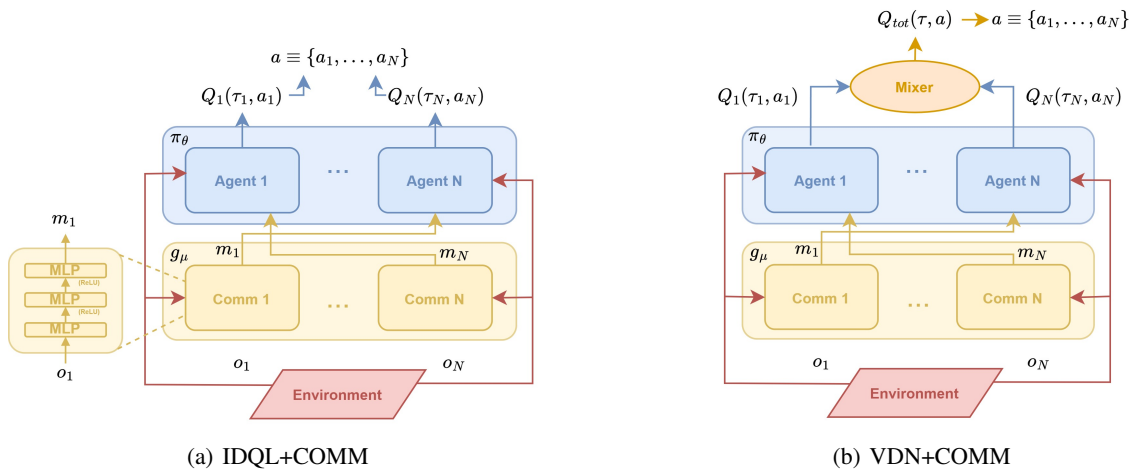 a ≡ {a_1, . . . , a_N}
Q_1(τ_1, a_1)
Q_N(τ_N, a_N)
π_θ
Agent 1
...
Agent N
g_μ
m_1
m_N
Comm 1
...
Comm N
m_1
MLP
(ReLU)
MLP
(ReLU)
MLP
o_1
o_1
o_N
Environment
(a) IDQL+COMM
Q_tot(τ, a)
a ≡ {a_1, . . . , a_N}
Mixer
Q_1(τ_1, a_1)
Q_N(τ_N, a_N)
π_θ
Agent 1
...
Agent N
g_μ
m_1
m_N
Comm 1
...
Comm N
o_1
o_N
Environment
(b) VDN+COMM